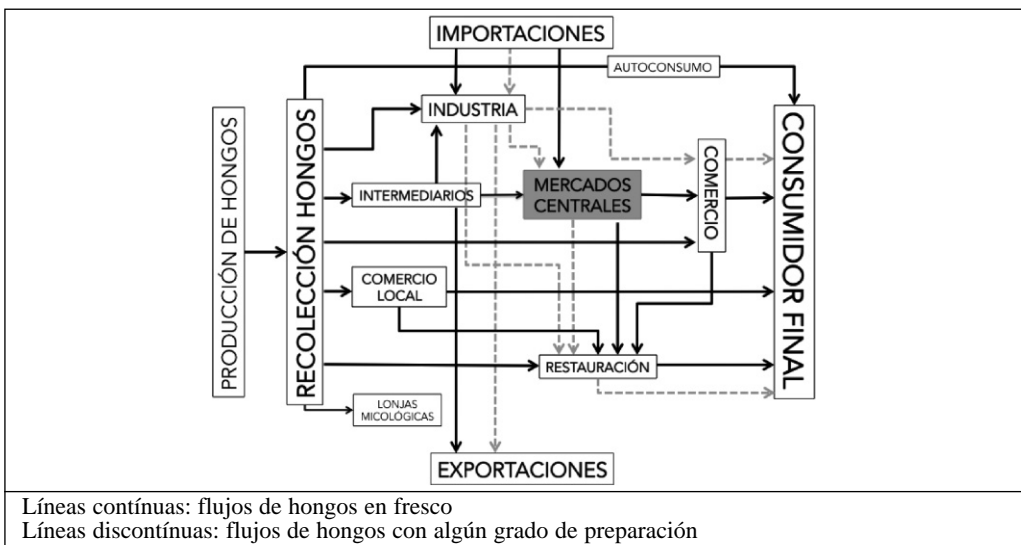 IMPORTACIONES
AUTOCONSUMO
INDUSTRIA
PRODUCCIÓN DE HONGOS
RECOLECCIÓN HONGOS
INTERMEDIARIOS
MERCADOS
CENTRALES
COMERCIO
CONSUMIDOR FINAL
COMERCIO
LOCAL
RESTAURACIÓN
LONJAS
MICOLÓGICAS
EXPORTACIONES
Líneas contínuas: flujos de hongos en fresco
Líneas discontínuas: flujos de hongos con algún grado de preparación